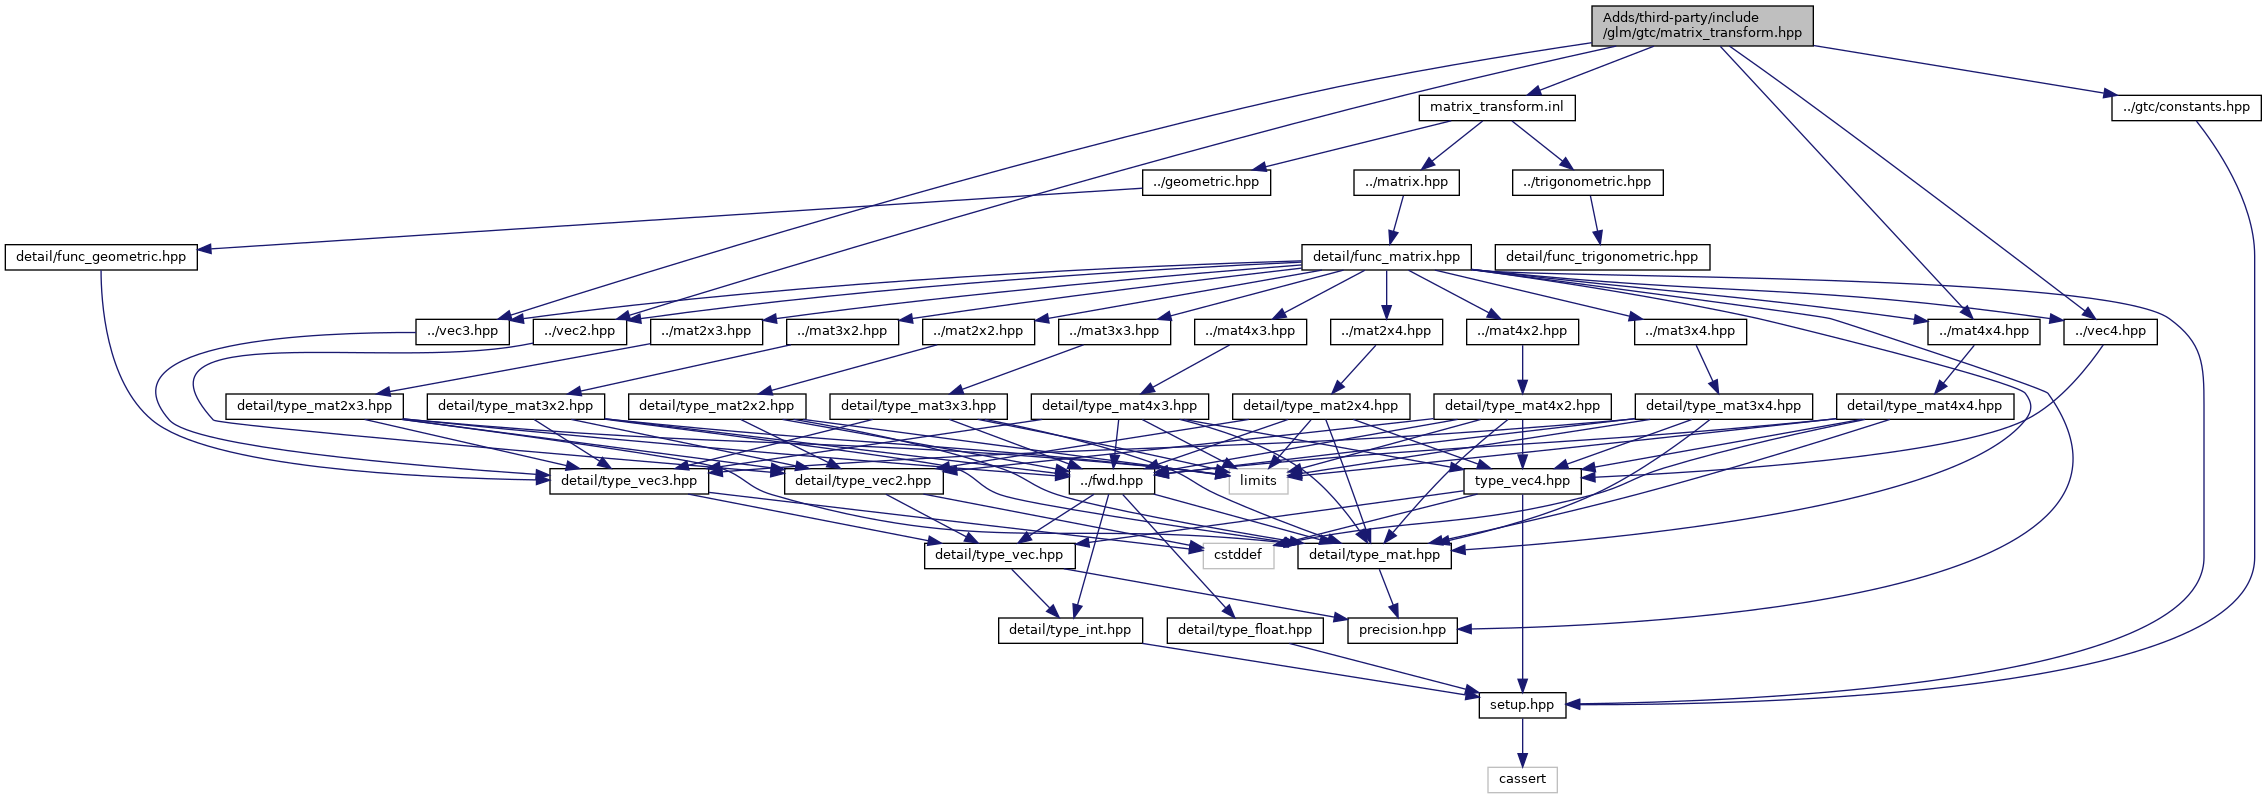 Adds/third-party/include
/glm/gtc/matrix_transform.hpp
matrix_transform.inl
../gtc/constants.hpp
../geometric.hpp
../matrix.hpp
../trigonometric.hpp
detail/func_geometric.hpp
detail/func_matrix.hpp
detail/func_trigonometric.hpp
../vec3.hpp
../vec2.hpp
../mat2x3.hpp
../mat3x2.hpp
../mat2x2.hpp
../mat3x3.hpp
../mat4x3.hpp
../mat2x4.hpp
../mat4x2.hpp
../mat3x4.hpp
../mat4x4.hpp
../vec4.hpp
detail/type_mat2x3.hpp
detail/type_mat3x2.hpp
detail/type_mat2x2.hpp
detail/type_mat3x3.hpp
detail/type_mat4x3.hpp
detail/type_mat2x4.hpp
detail/type_mat4x2.hpp
detail/type_mat3x4.hpp
detail/type_mat4x4.hpp
detail/type_vec3.hpp
detail/type_vec2.hpp
../fwd.hpp
limits
type_vec4.hpp
detail/type_vec.hpp
cstddef
detail/type_mat.hpp
detail/type_int.hpp
detail/type_float.hpp
precision.hpp
setup.hpp
cassert